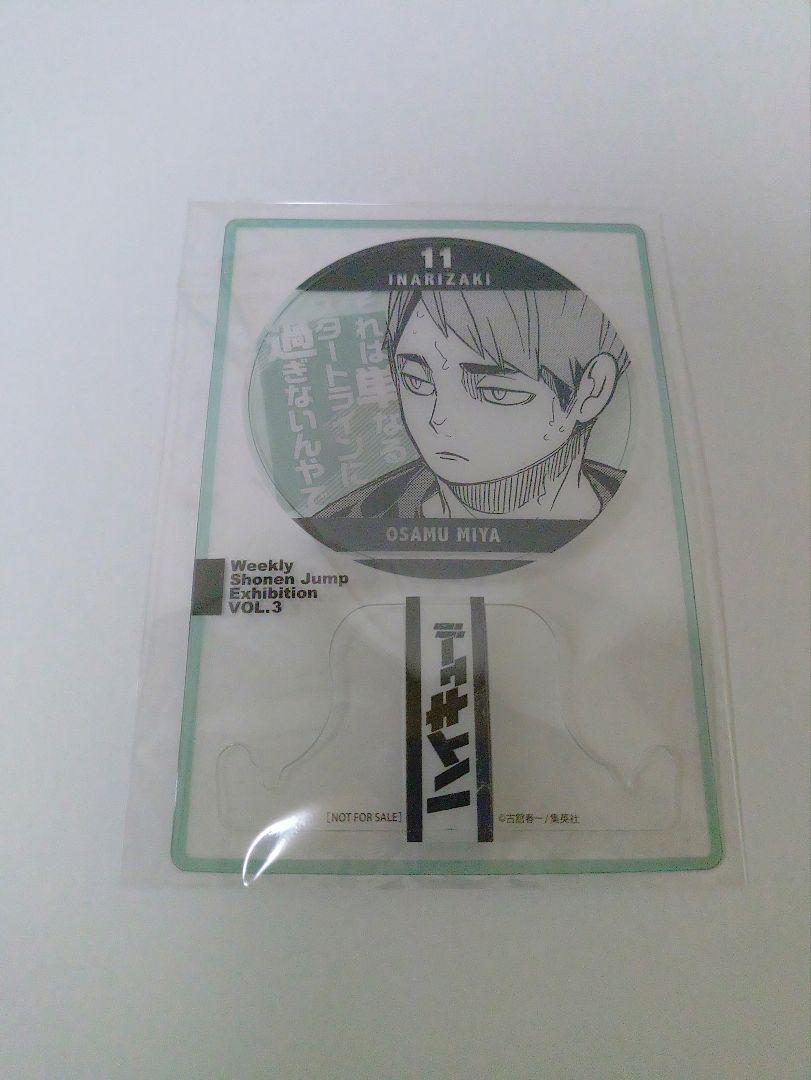 11
INARIZAKI
れは単なる
タートラインに
過ぎないんやで
OSAMU MIYA
Weekly
Shonen Jump
Exhibition
VOL.3
ハイキュー!!
[NOT FOR SALE]
©古舘春一/集英社